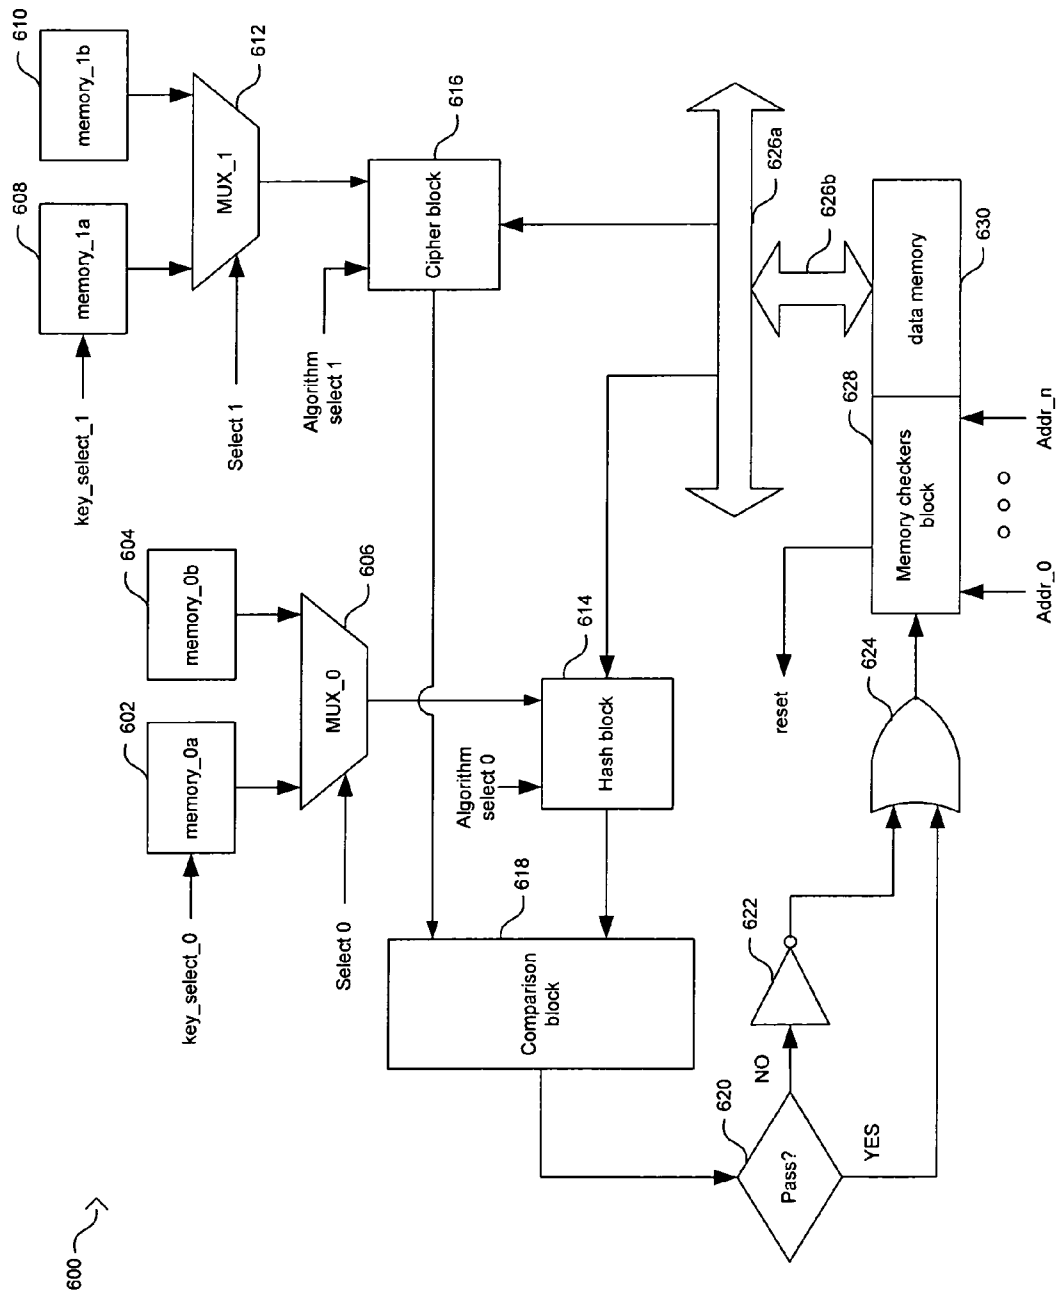 600
key_select_0
602
memory_0a
604
memory_0b
key_select_1
608
memory_1a
610
memory_1b
Select 0
MUX_0
606
Select 1
MUX_1
612
Algorithm
select 0
Hash block
614
Algorithm
select 1
Cipher block
616
Comparison
block
618
Pass?
620
NO
YES
622
624
reset
626a
626b
Memory checkers
block
628
data memory
630
Addr_0
Addr_n